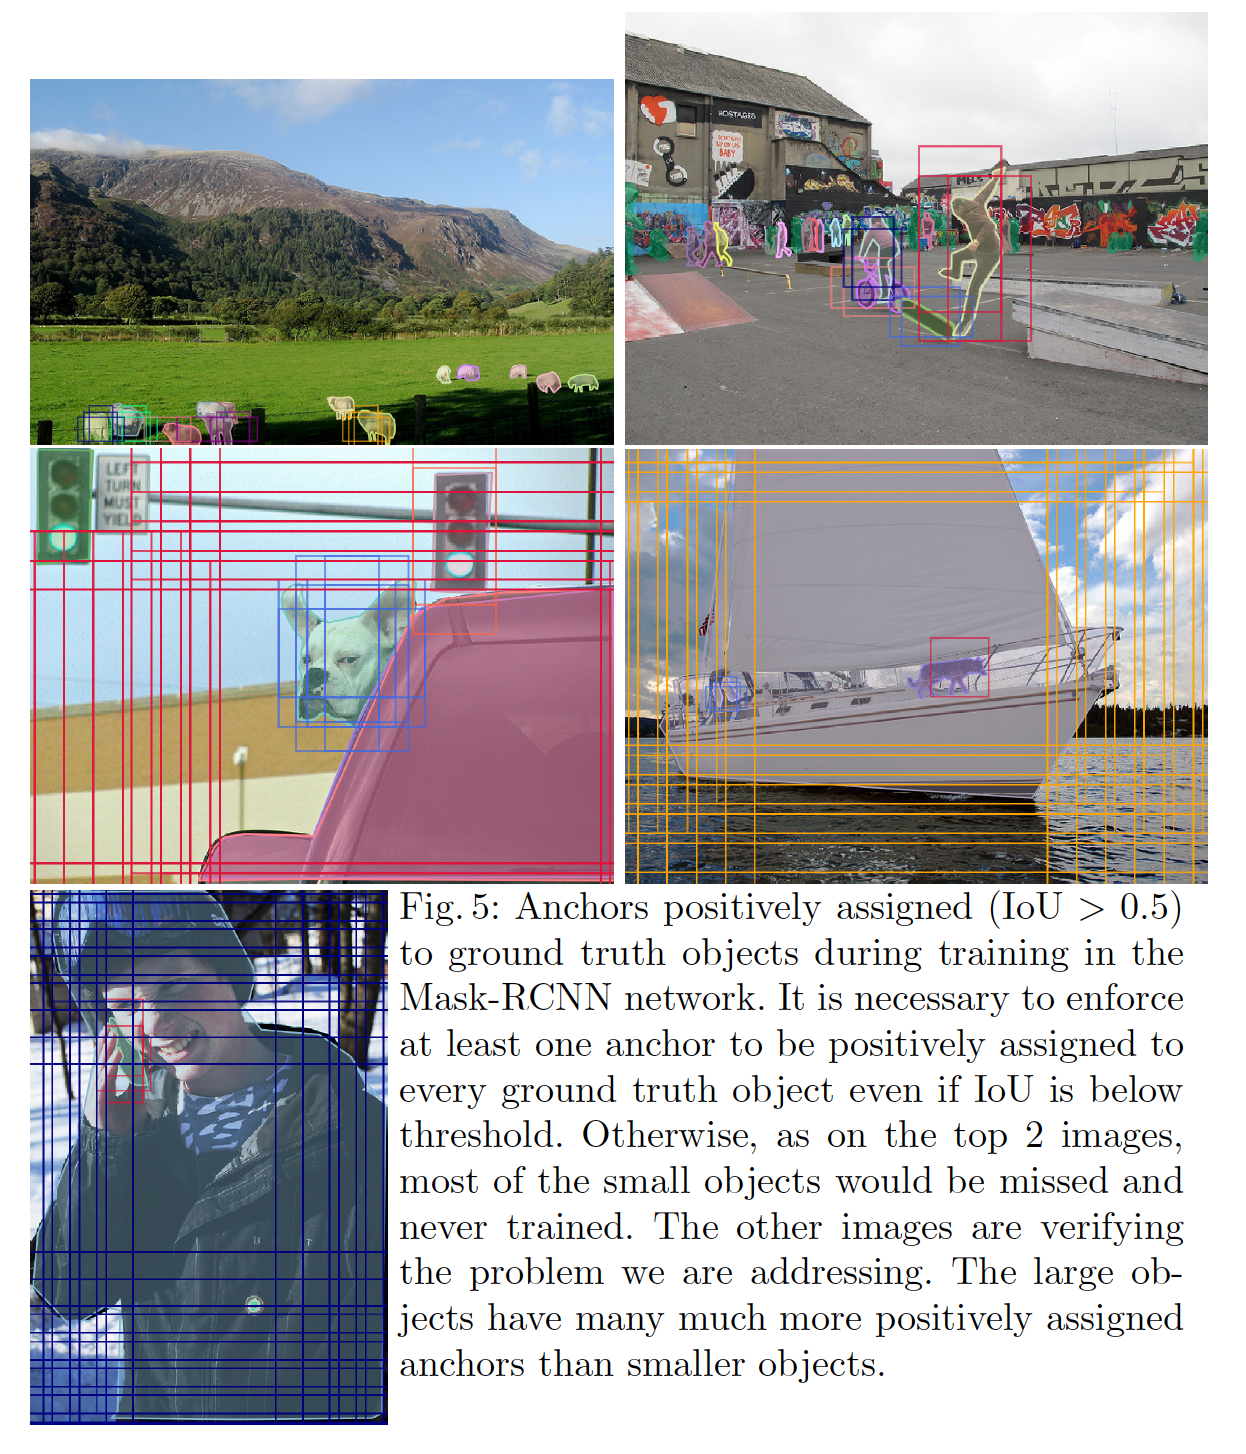 HOSTAGES
BABY
LEFT
TURN
MUST
YIELD
Fig. 5: Anchors positively assigned (IoU > 0.5)
to ground truth objects during training in the
Mask-RCNN network. It is necessary to enforce
at least one anchor to be positively assigned to
every ground truth object even if IoU is below
threshold. Otherwise, as on the top 2 images,
most of the small objects would be missed and
never trained. The other images are verifying
the problem we are addressing. The large ob-
jects have many much more positively assigned
anchors than smaller objects.